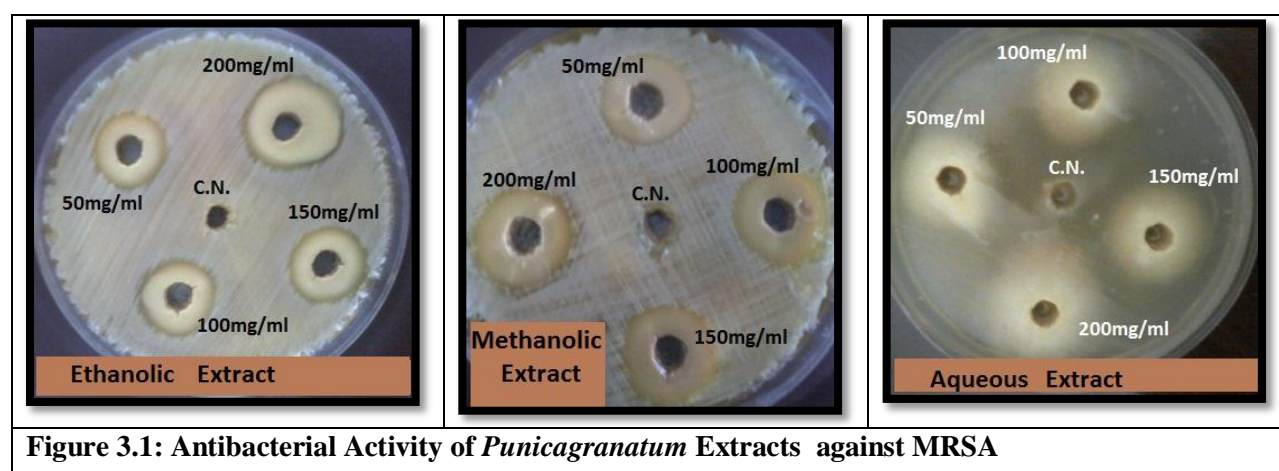 200mg/ml
50mg/ml
C.N.
150mg/ml
100mg/ml
Ethanolic Extract
50mg/ml
200mg/ml
100mg/ml
C.N.
150mg/ml
Methanolic
Extract
100mg/ml
50mg/ml
C.N.
150mg/ml
200mg/ml
Aqueous Extract
Figure 3.1: Antibacterial Activity of Punicagranatum Extracts against MRSA